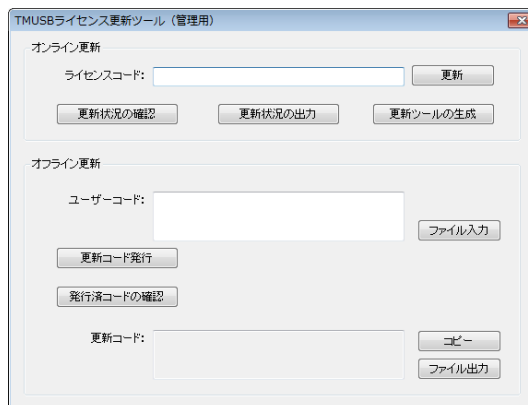 TMUSBライセンス更新ツール（管理用）
オンライン更新
ライセンスコード:
更新
更新状況の確認 更新状況の出力 更新ツールの生成
オフライン更新
ユーザーコード:
ファイル入力
更新コード発行
発行済コードの確認
更新コード:
コピー
ファイル出力